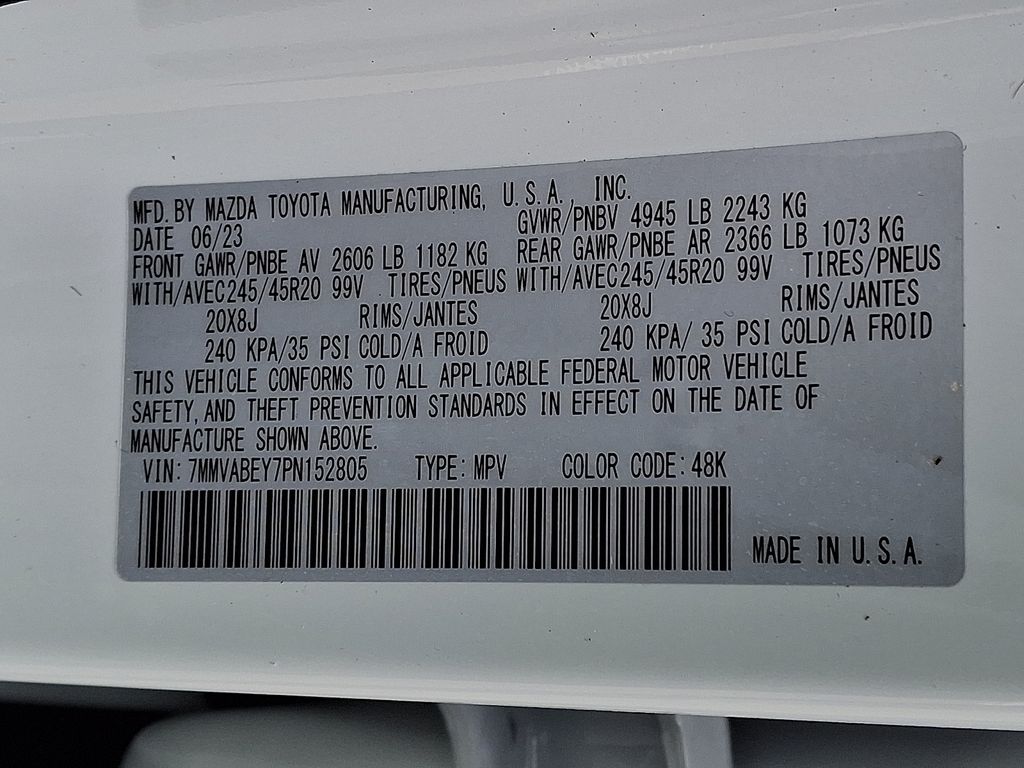 MFD. BY MAZDA TOYOTA MANUFACTURING, U.S.A., INC.
DATE 06/23 GVWR/PNBV 4945 LB 2243 KG
FRONT GAWR/PNBE AV 2606 LB 1182 KG REAR GAWR/PNBE AR 2366 LB 1073 KG
WITH/AVEC245/45R20 99V TIRES/PNEUS WITH/AVEC245/45R20 99V TIRES/PNEUS
20X8J RIMS/JANTES 20X8J RIMS/JANTES
240 KPA/35 PSI COLD/A FROID 240 KPA/ 35 PSI COLD/A FROID
THIS VEHICLE CONFORMS TO ALL APPLICABLE FEDERAL MOTOR VEHICLE
SAFETY, AND THEFT PREVENTION STANDARDS IN EFFECT ON THE DATE OF
MANUFACTURE SHOWN ABOVE.
VIN: 7MMVABEY7PN152805 TYPE: MPV COLOR CODE: 48K
MADE IN U.S.A.